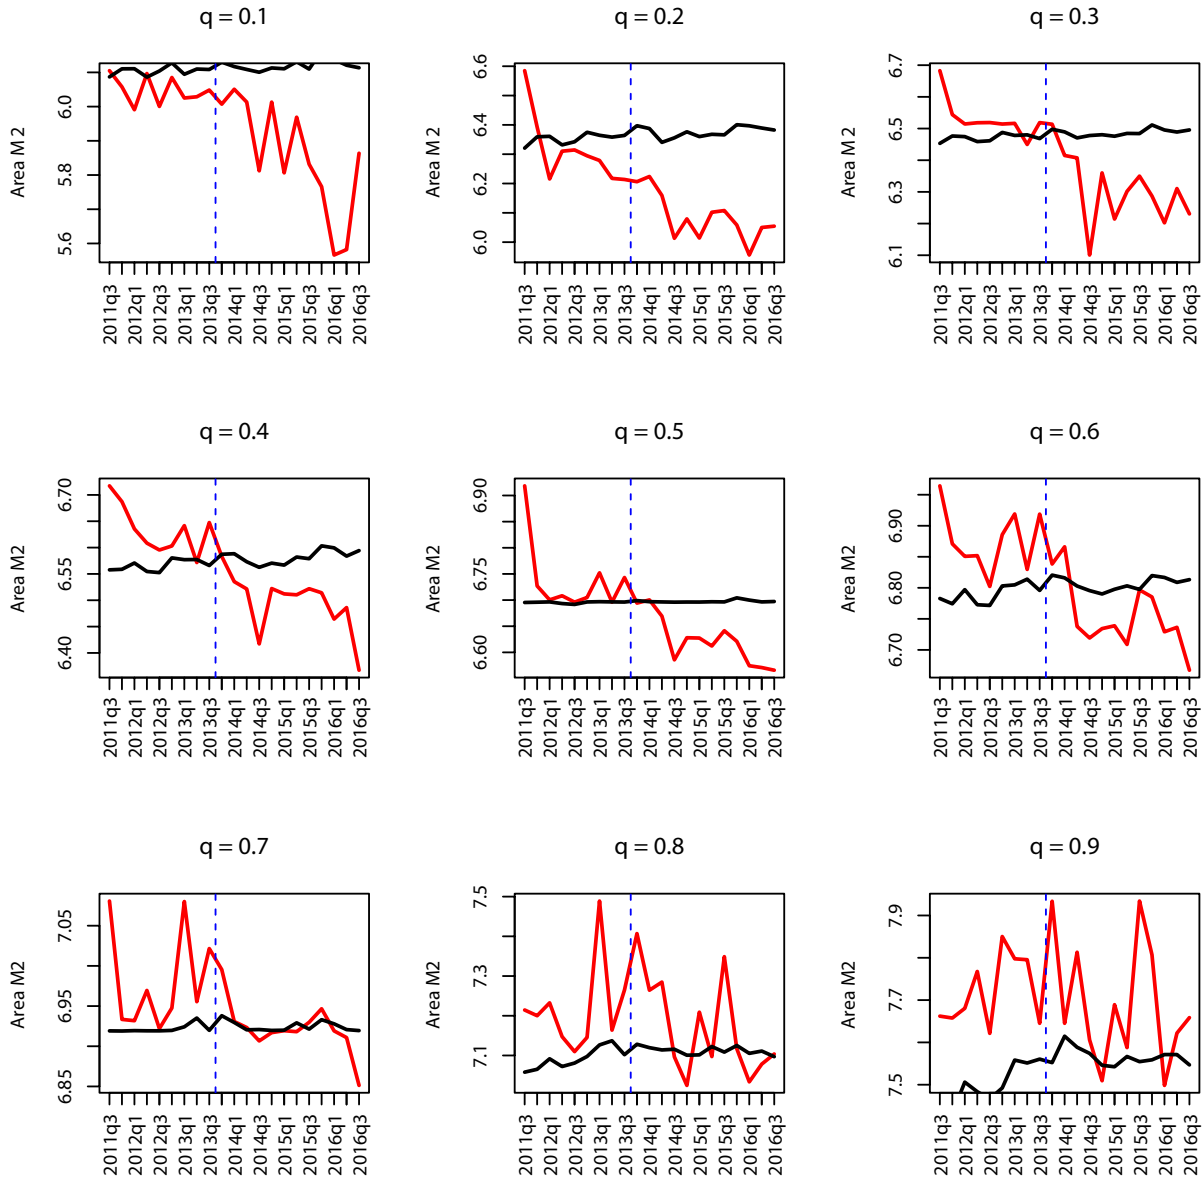 q = 0.1
q = 0.2
q = 0.3
Area M 2
6.0
5.8
5.6
2011q3
2012q1
2012q3
2013q1
2013q3
2014q1
2014q3
2015q1
2015q3
2016q1
2016q3
Area M2
6.6
6.4
6.2
6.0
2011q3
2012q1
2012q3
2013q1
2013q3
2014q1
2014q3
2015q1
2015q3
2016q1
2016q3
Area M2
6.7
6.5
6.3
6.1
2011q3
2012q1
2012q3
2013q1
2013q3
2014q1
2014q3
2015q1
2015q3
2016q1
2016q3
q = 0.4
q = 0.5
q = 0.6
Area M2
6.70
6.55
6.40
2011q3
2012q1
2012q3
2013q1
2013q3
2014q1
2014q3
2015q1
2015q3
2016q1
2016q3
Area M2
6.90
6.75
6.60
2011q3
2012q1
2012q3
2013q1
2013q3
2014q1
2014q3
2015q1
2015q3
2016q1
2016q3
Area M2
6.90
6.80
6.70
2011q3
2012q1
2012q3
2013q1
2013q3
2014q1
2014q3
2015q1
2015q3
2016q1
2016q3
q = 0.7
q = 0.8
q = 0.9
Area M2
7.05
6.95
6.85
2011q3
2012q1
2012q3
2013q1
2013q3
2014q1
2014q3
2015q1
2015q3
2016q1
2016q3
Area M2
7.5
7.3
7.1
2011q3
2012q1
2012q3
2013q1
2013q3
2014q1
2014q3
2015q1
2015q3
2016q1
2016q3
Area M2
7.9
7.7
7.5
2011q3
2012q1
2012q3
2013q1
2013q3
2014q1
2014q3
2015q1
2015q3
2016q1
2016q3